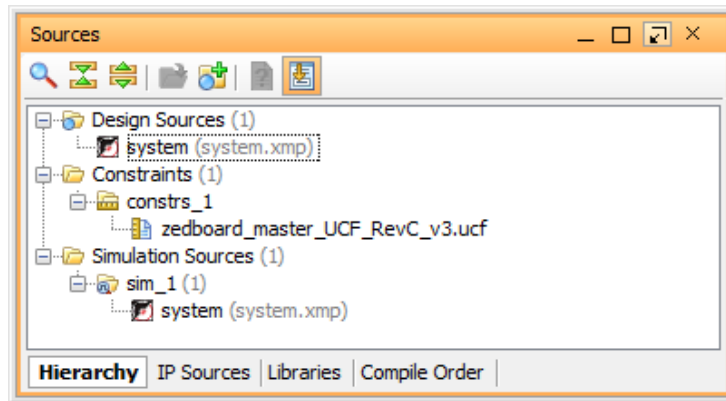 Sources
Design Sources (1)
system (system.xmp)
Constraints (1)
constrs_1
zedboard_master_UCF_RevC_v3.ucf
Simulation Sources (1)
sim_1 (1)
system (system.xmp)
Hierarchy IP Sources Libraries Compile Order